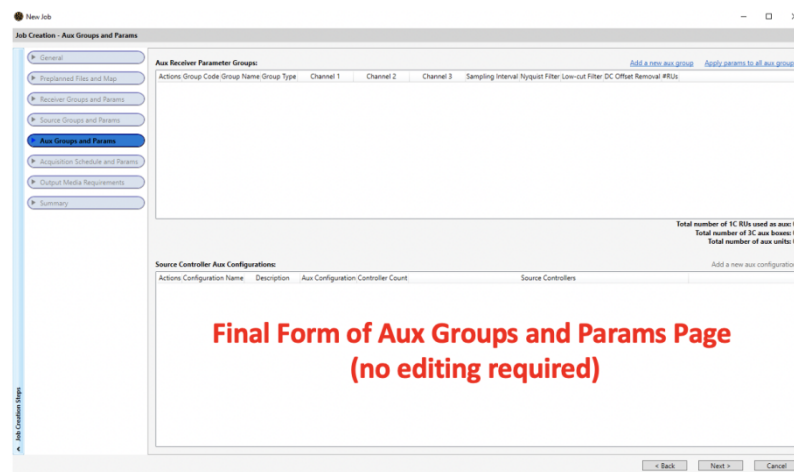 New Job
Job Creation - Aux Groups and Params
General
Preplanned Files and Map
Receiver Groups and Params
Source Groups and Params
Aux Groups and Params
Acquisition Schedule and Params
Output Media Requirements
Summary
Job Creation Steps
Aux Receiver Parameter Groups:
Add a new aux group Apply params to all aux group
Actions Group Code Group Name Group Type Channel 1 Channel 2 Channel 3 Sampling Interval Nyquist Filter Low-cut Filter DC Offset Removal #RUs
Total number of 1C RUs used as aux:
Total number of 3C aux boxes:
Total number of aux units:
Source Controller Aux Configurations:
Add a new aux configuratio
Actions Configuration Name Description Aux Configuration Controller Count Source Controllers
Final Form of Aux Groups and Params Page
(no editing required)
< Back Next > Cancel